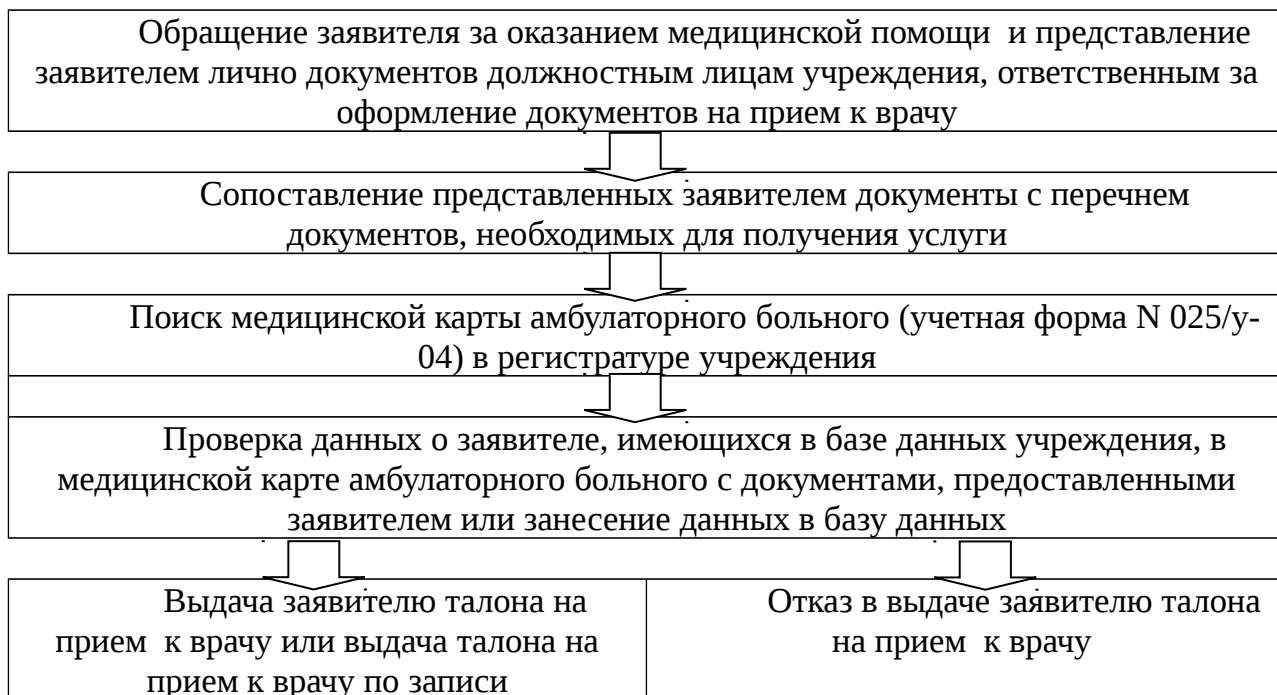 Обращение заявителя за оказанием медицинской помощи и представление
заявителем лично документов должностным лицам учреждения, ответственным за
оформление документов на прием к врачу
Сопоставление представленных заявителем документы с перечнем
документов, необходимых для получения услуги
Поиск медицинской карты амбулаторного больного (учетная форма N 025/у-
04) в регистратуре учреждения
Проверка данных о заявителе, имеющихся в базе данных учреждения, в
медицинской карте амбулаторного больного с документами, предоставленными
заявителем или занесение данных в базу данных
Выдача заявителю талона на
прием к врачу или выдача талона на
прием к врачу по записи
Отказ в выдаче заявителю талона
на прием к врачу